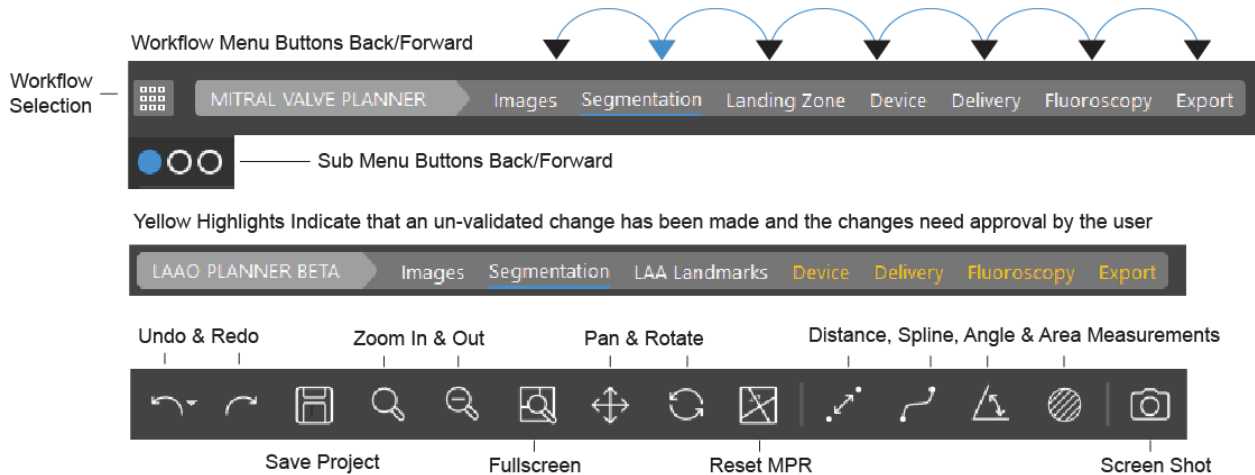 Workflow Menu Buttons Back/Forward
Workflow
Selection
MITRAL VALVE PLANNER Images Segmentation Landing Zone Device Delivery Fluoroscopy Export
Sub Menu Buttons Back/Forward
Yellow Highlights Indicate that an un-validated change has been made and the changes need approval by the user
LAAO PLANNER BETA Images Segmentation LAA Landmarks Device Delivery Fluoroscopy Export
Undo & Redo Zoom In & Out Pan & Rotate Distance, Spline, Angle & Area Measurements
Save Project Fullscreen Reset MPR Screen Shot